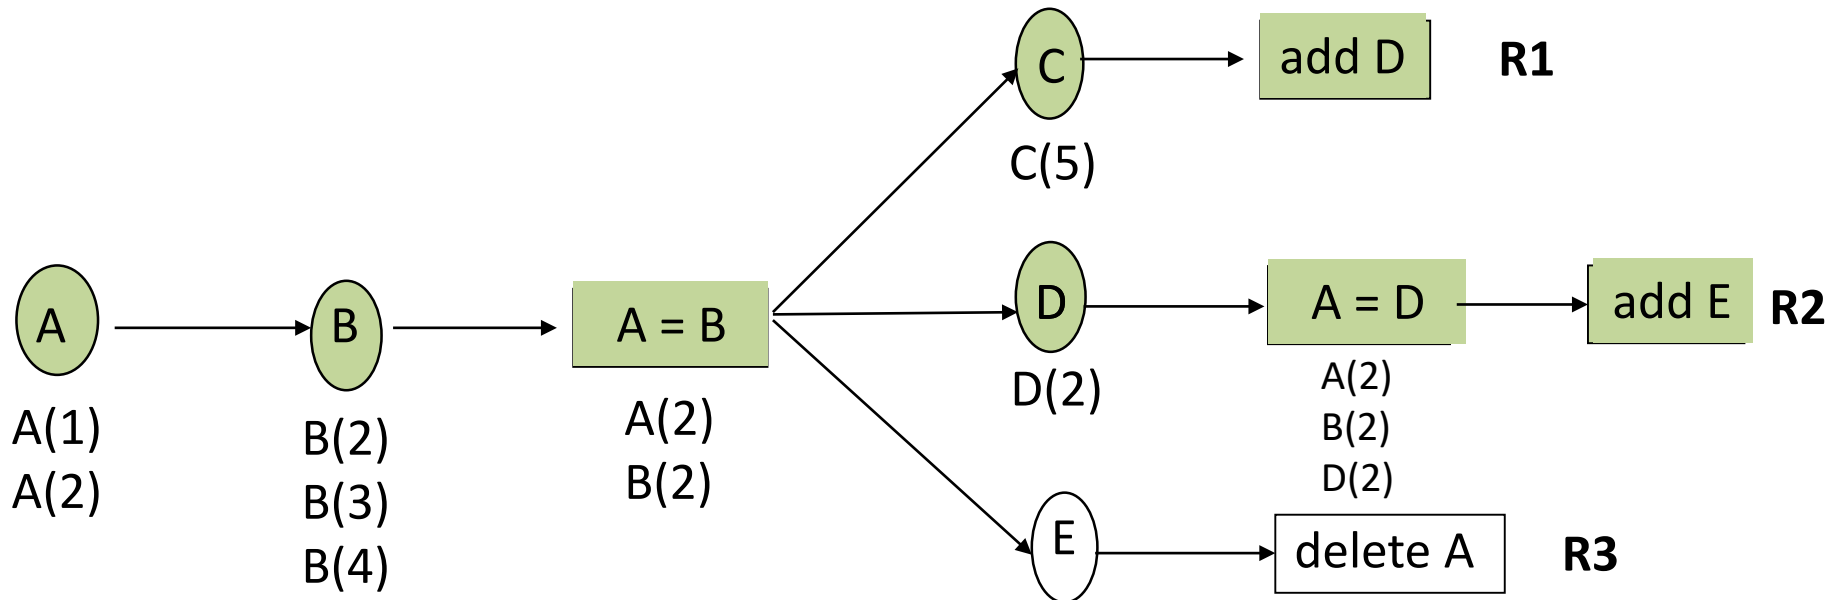 C
add D
R1
C(5)
A
B
A = B
D
A = D
add E
R2
A(1)
A(2)
B(2)
B(3)
B(4)
A(2)
B(2)
D(2)
A(2)
B(2)
D(2)
E
delete A
R3